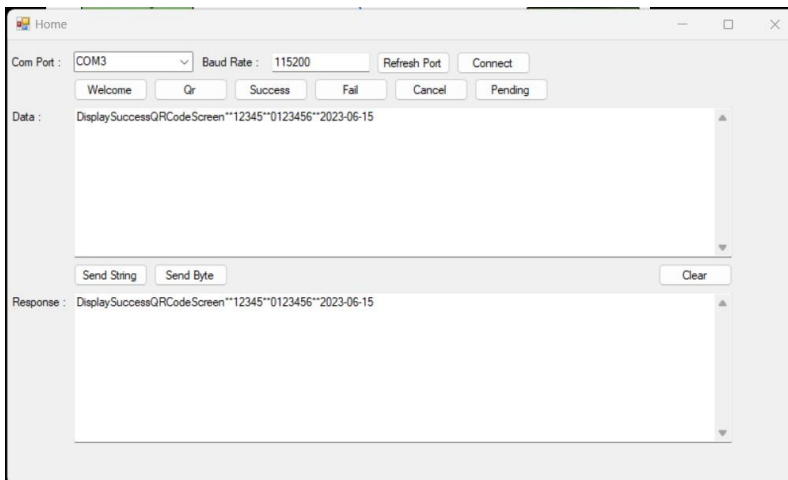 Home
Com Port : COM3 Baud Rate : 115200 Refresh Port Connect
Welcome Qr Success Fail Cancel Pending
Data : DisplaySuccessQRCodeScreen**12345**0123456**2023-06-15
Send String Send Byte Clear
Response : DisplaySuccessQRCodeScreen**12345**0123456**2023-06-15